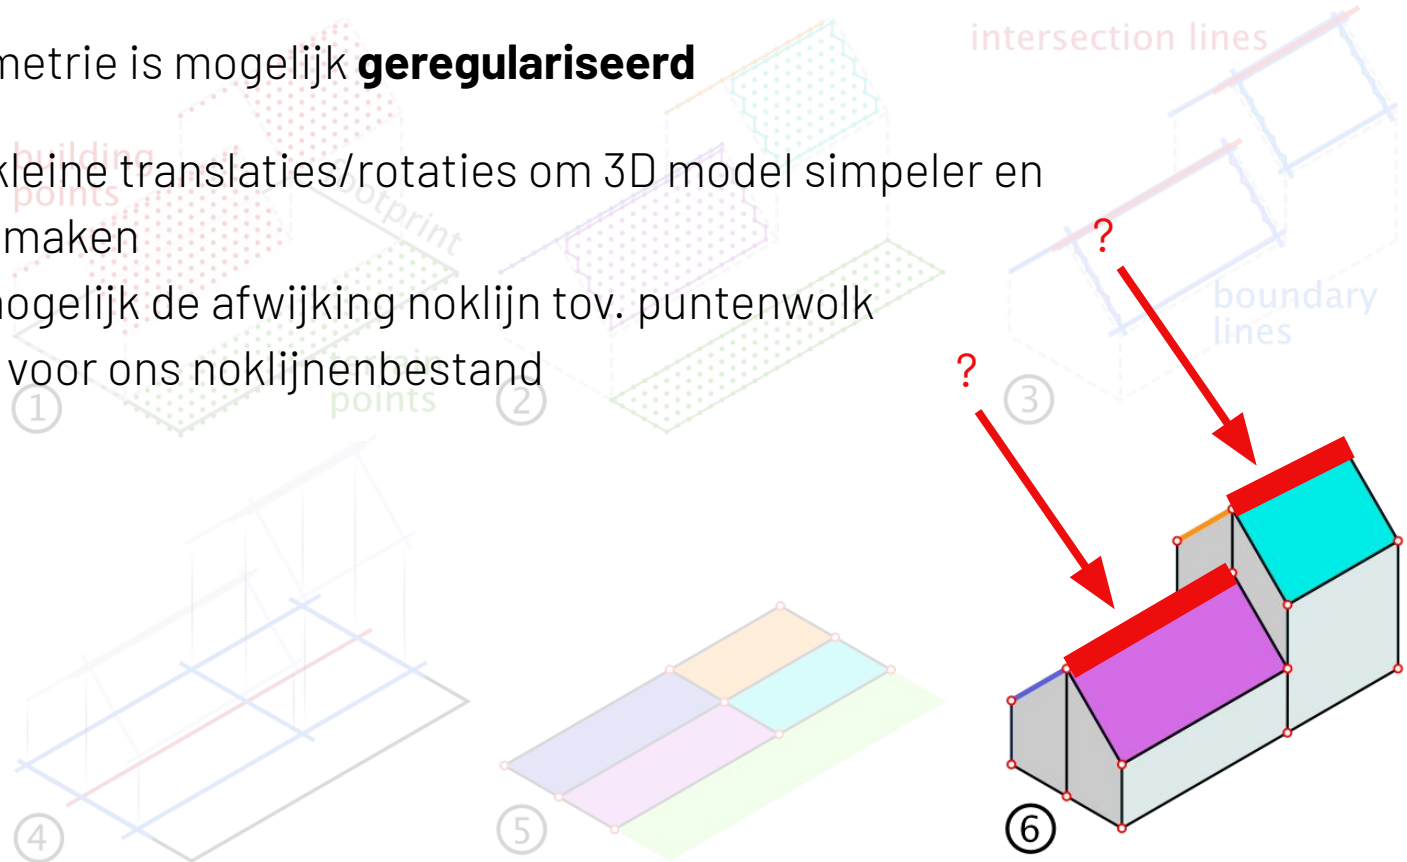 metrie is mogelijk geregulariseerd
intersection lines
building
points
kleine translaties/rotaties om 3D model simpeler en
footprint
maken
?
mogelijk de afwijking noklijn tov. puntenwolk
boundary
lines
voor ons noklijnenbestand
?
terrain
points
1
2
3
4
5
6